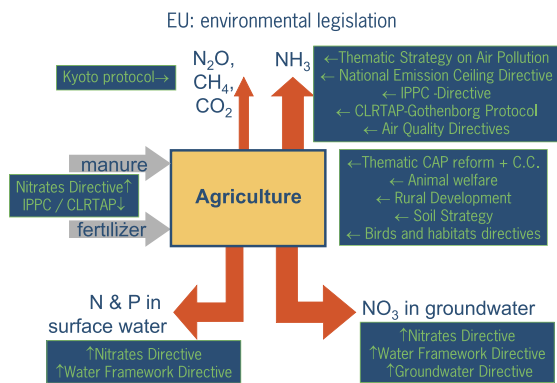 EU: environmental legislation
Kyoto protocol→
N₂O,
CH₄,
CO₂
NH₃
←Thematic Strategy on Air Pollution
←National Emission Ceiling Directive
←IPPC -Directive
←CLRTAP-Gothenborg Protocol
←Air Quality Directives
manure
Nitrates Directive↑
IPPC / CLRTAP↓
fertilizer
Agriculture
←Thematic CAP reform + C.C.
← Animal welfare
← Rural Development
← Soil Strategy
← Birds and habitats directives
N & P in
surface water
↑Nitrates Directive
↑Water Framework Directive
NO₃ in groundwater
↑Nitrates Directive
↑Water Framework Directive
↑Groundwater Directive